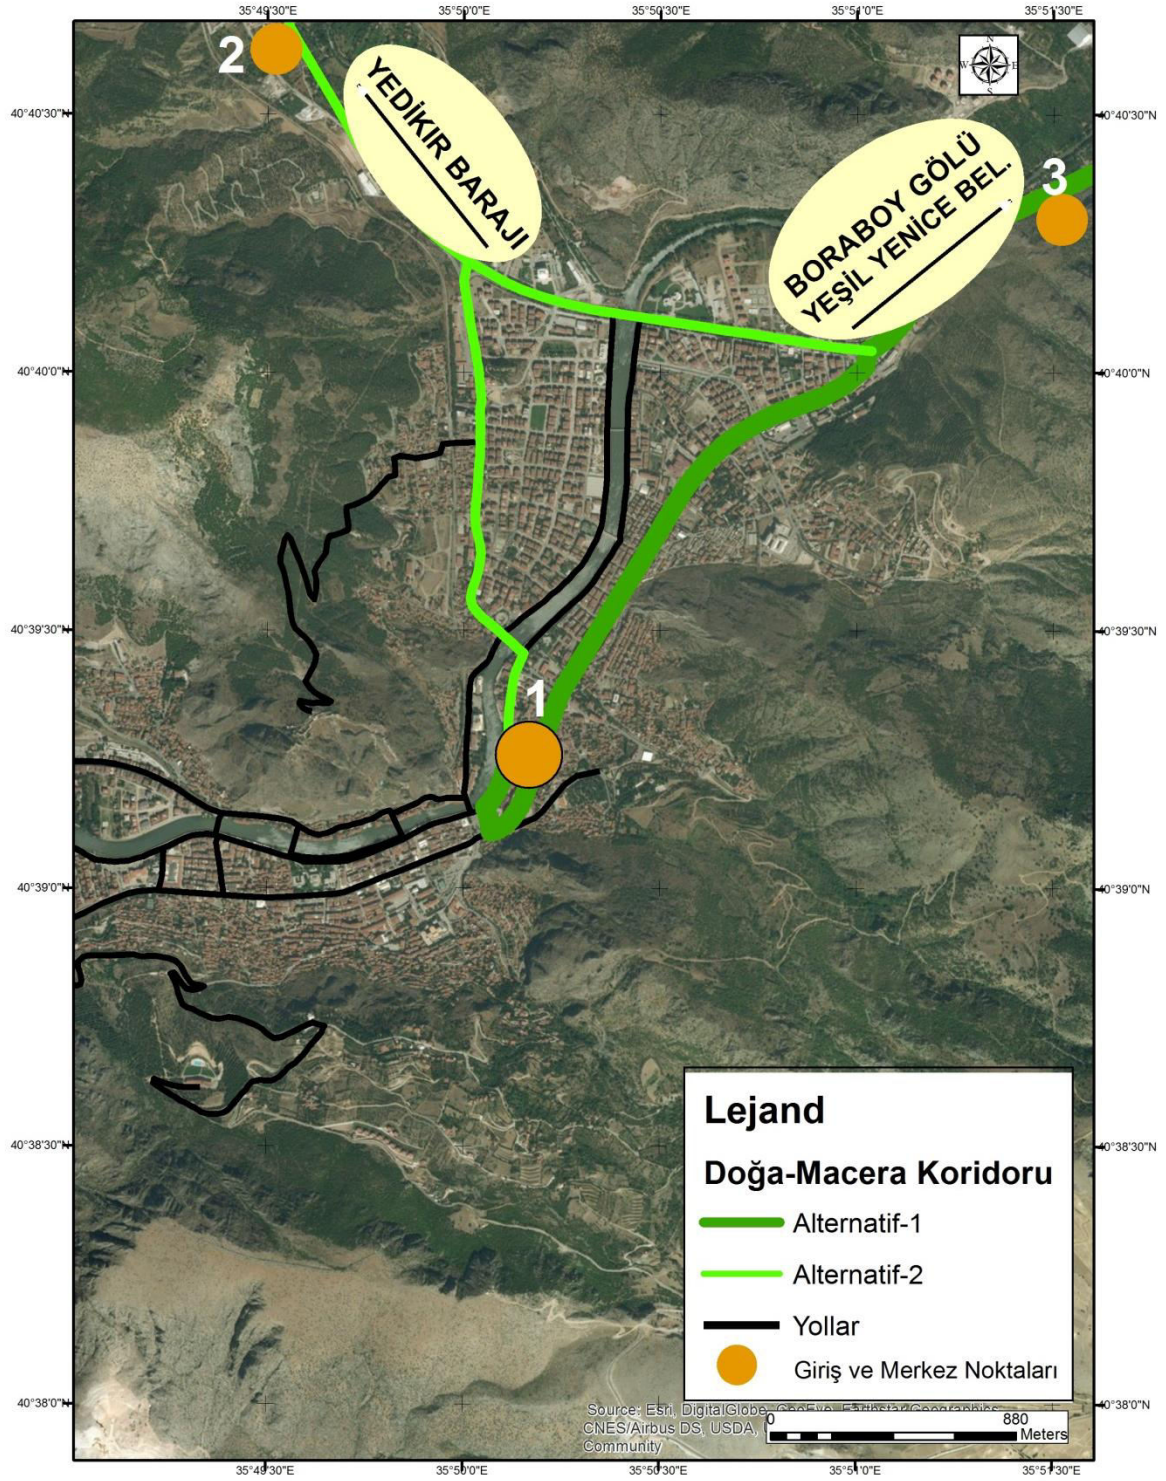 35°49'30"E 35°50'0"E 35°50'30"E 35°51'0"E 35°51'30"E
2
N
W E
S
YEDİKIR BARAJI
40°40'30"N 40°40'30"N
BORABOY GÖLÜ
YEŞİL YENİCE BEL.
3
40°40'0"N 40°40'0"N
40°39'30"N 40°39'30"N
1
40°39'0"N 40°39'0"N
40°38'30"N 40°38'30"N
Lejand
Doğa-Macera Koridoru
Alternatif-1
Alternatif-2
Yollar
Giriş ve Merkez Noktaları
40°38'0"N 40°38'0"N
Source: Esri, DigitalGlobe, GeoEye, Earthstar Geographics,
CNES/Airbus DS, USDA,
Community
0 880
Meters
35°49'30"E 35°50'0"E 35°50'30"E 35°51'0"E 35°51'30"E